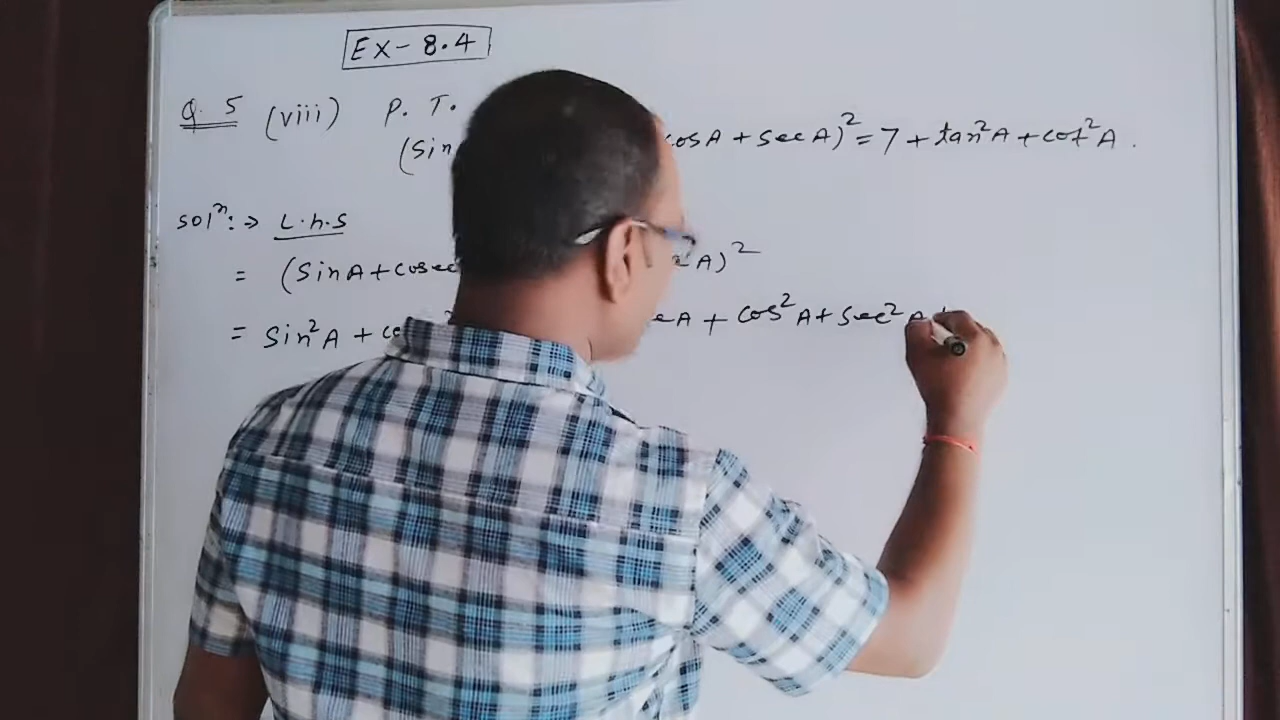 Ex - 8.4
Q. 5 (viii) P. T.
(Sin cosA + SecA)² = 7 + tan²A + cot²A .
Solⁿ: → L.h.S
= (SinA + cosec A)²
= Sin²A + co A + cos²A + Sec²A +